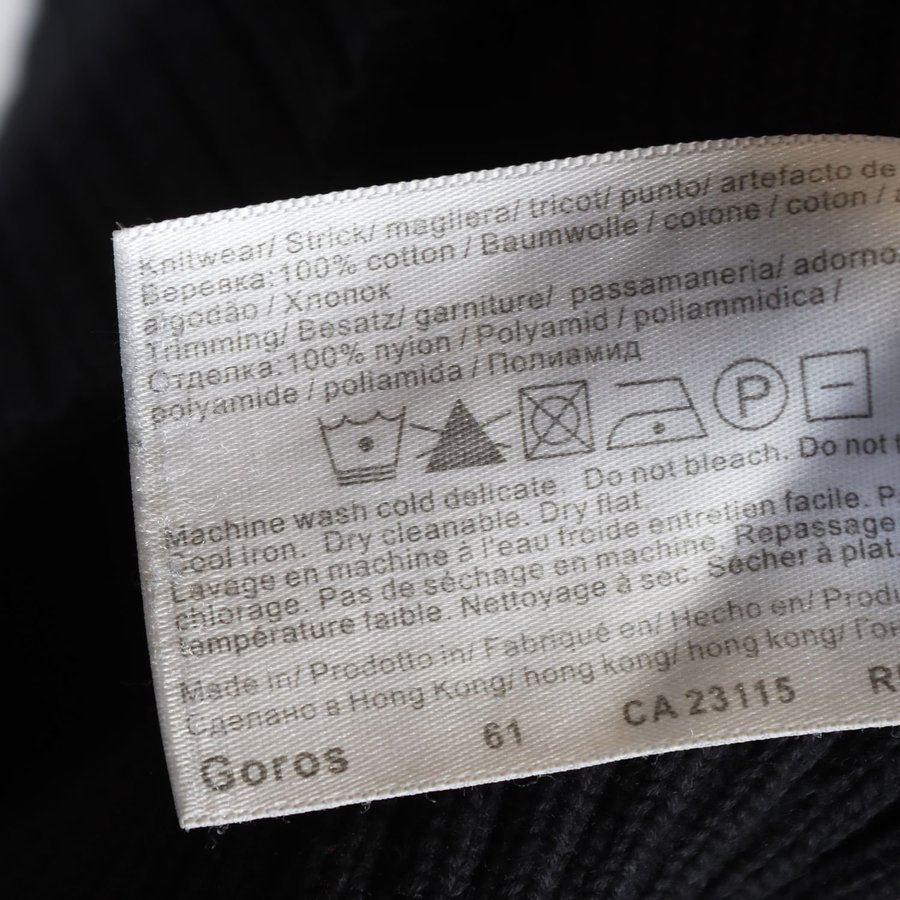 Knitwear/ Strick/ magliera/ tricot/ punto/ artefacto de
Веревка:100% cotton / Baumwolle / cotone / coton /
algodão / Хлопок
Trimming/ Besatz/ garniture/ passamaneria/ adorno/
Отделка:100% nylon / Polyamid / poliammidica /
polyamide / poliamida / Полиамид
P
Machine wash cold delicate. Do not bleach. Do not
Cool iron. Dry cleanable. Dry flat.
Lavage en machine à l'eau froide entretien facile. P
chlorage. Pas de séchage en machine. Repassage
température faible. Nettoyage à sec. Sécher à plat.
Made in/ Prodotto in/ Fabriqué en/ Hecho en/ Produ
Сделано в Hong Kong/ hong kong/ hong kong/ Гон
Goros 61 CA 23115 R